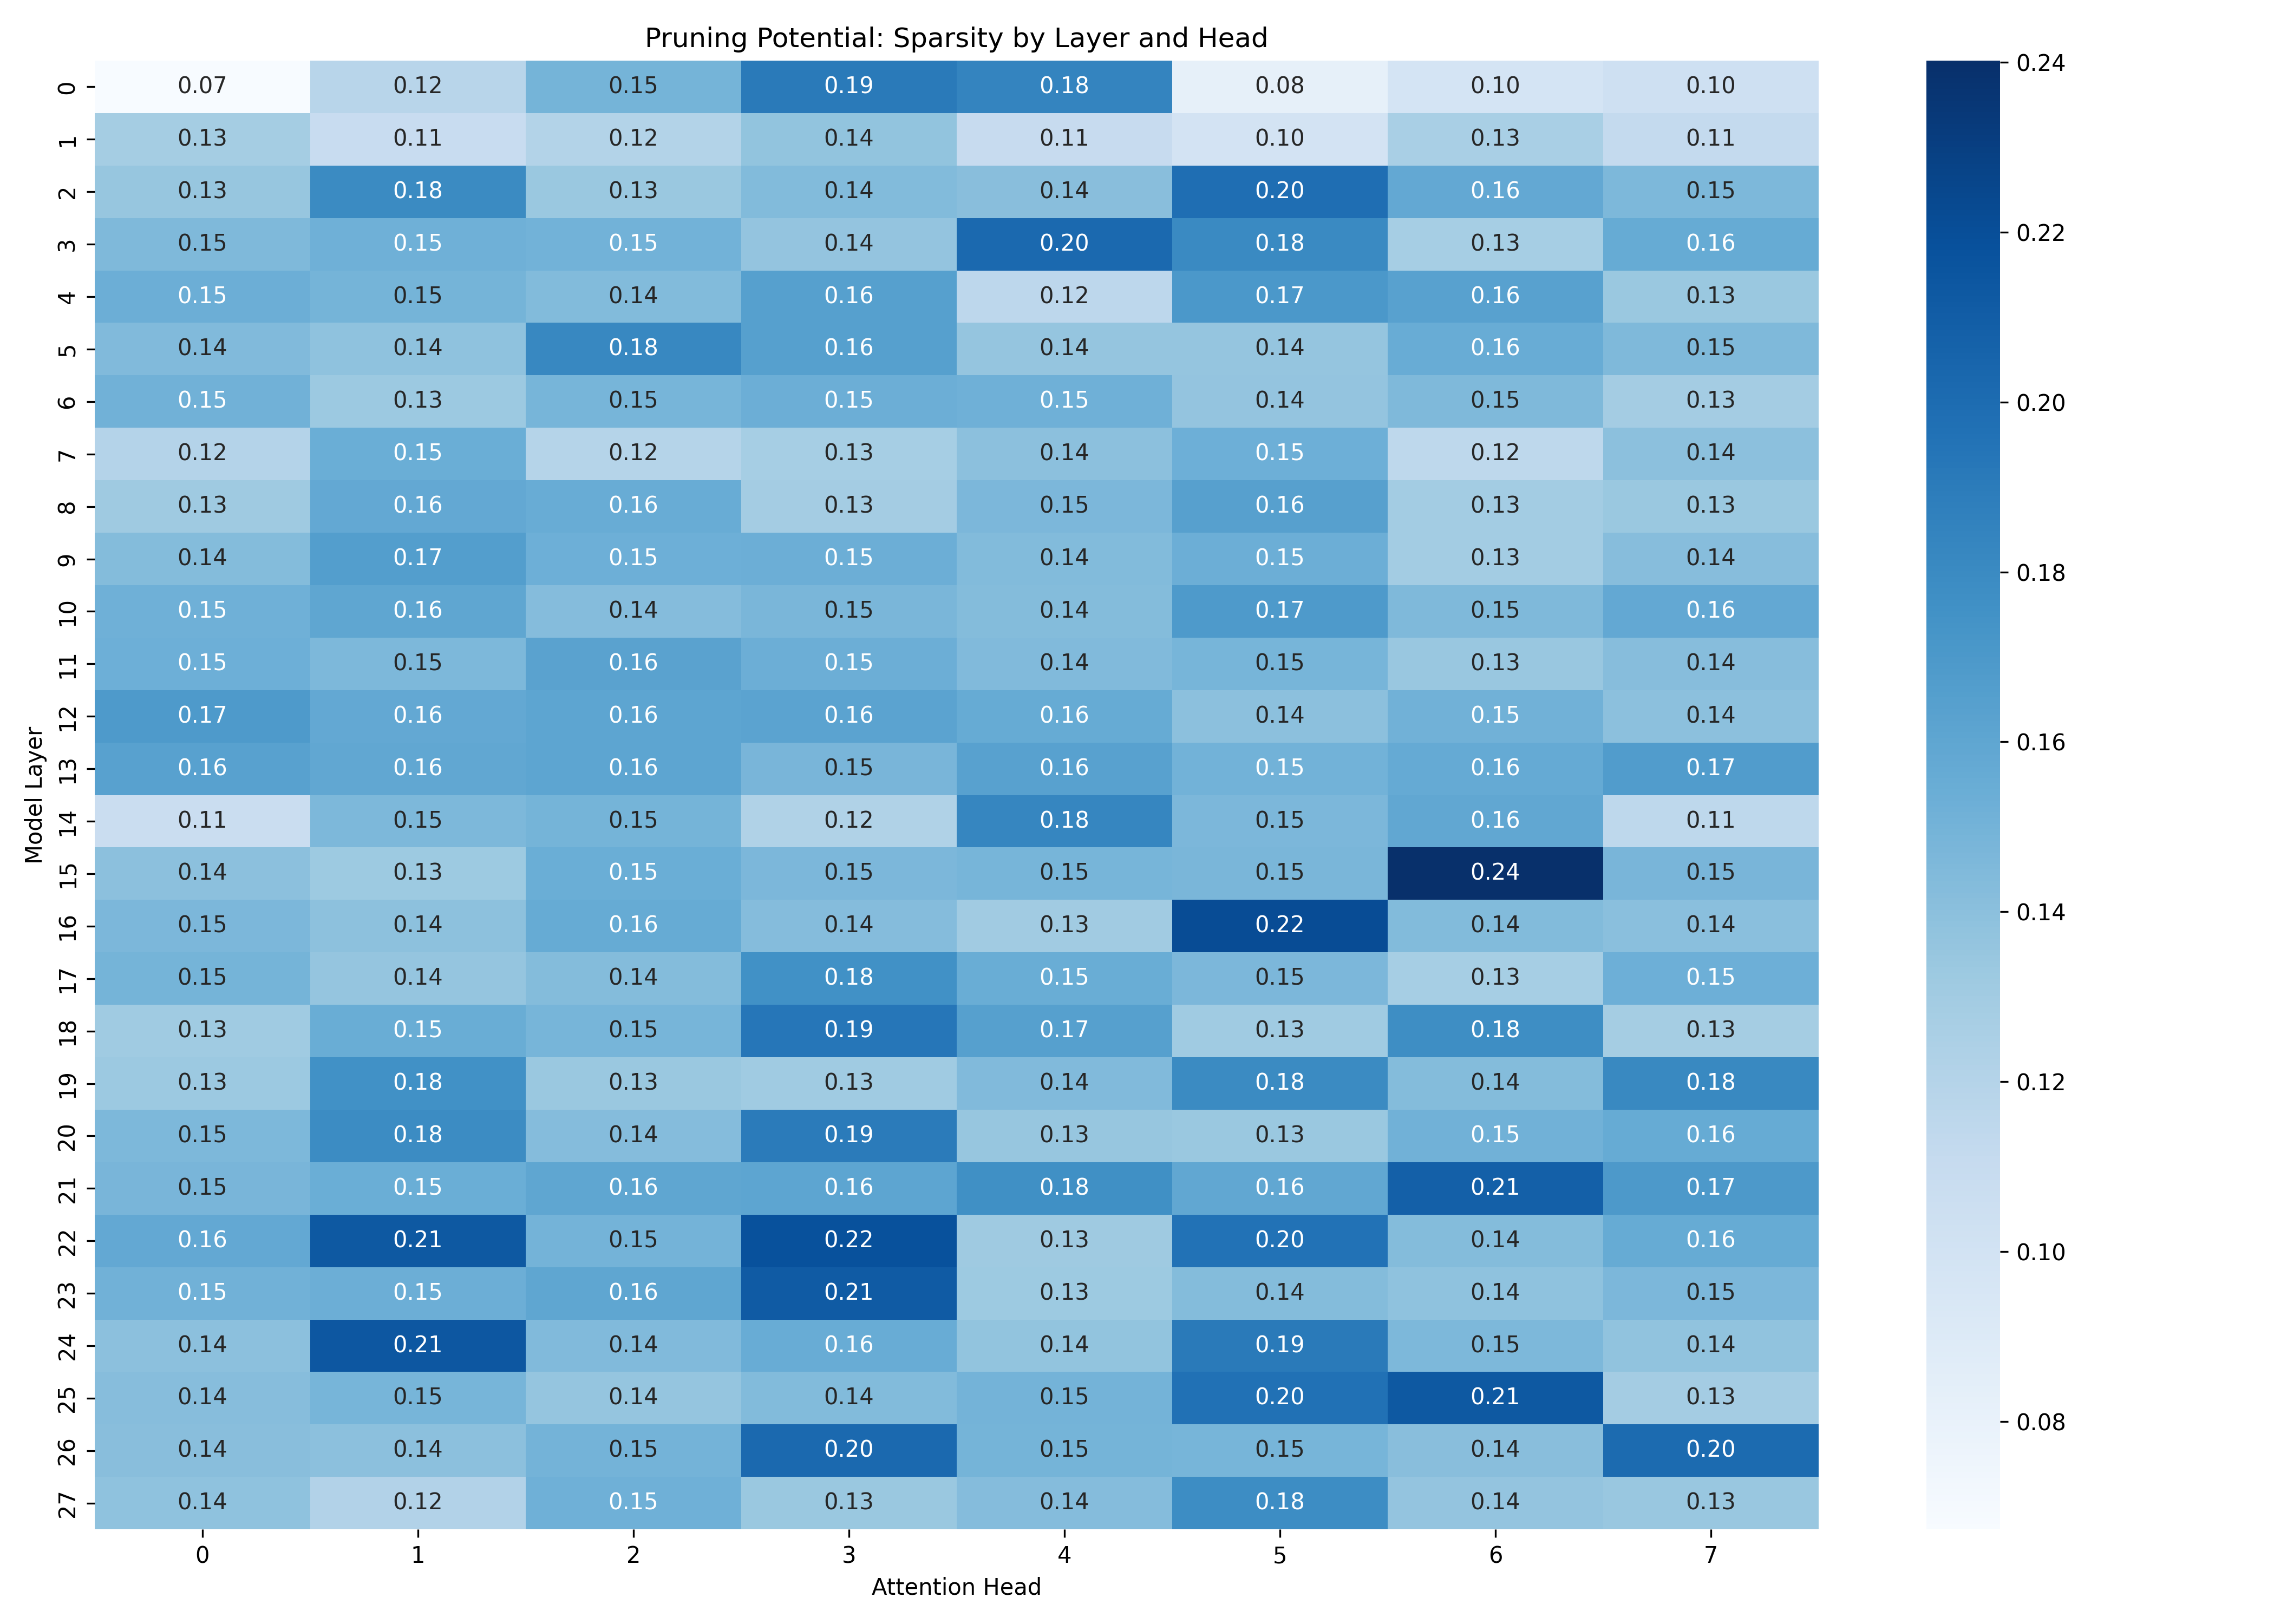 Pruning Potential: Sparsity by Layer and Head
0 0.07 0.12 0.15 0.19 0.18 0.08 0.10 0.10
1 0.13 0.11 0.12 0.14 0.11 0.10 0.13 0.11
2 0.13 0.18 0.13 0.14 0.14 0.20 0.16 0.15
3 0.15 0.15 0.15 0.14 0.20 0.18 0.13 0.16
4 0.15 0.15 0.14 0.16 0.12 0.17 0.16 0.13
5 0.14 0.14 0.18 0.16 0.14 0.14 0.16 0.15
6 0.15 0.13 0.15 0.15 0.15 0.14 0.15 0.13
7 0.12 0.15 0.12 0.13 0.14 0.15 0.12 0.14
8 0.13 0.16 0.16 0.13 0.15 0.16 0.13 0.13
9 0.14 0.17 0.15 0.15 0.14 0.15 0.13 0.14
10 0.15 0.16 0.14 0.15 0.14 0.17 0.15 0.16
11 0.15 0.15 0.16 0.15 0.14 0.15 0.13 0.14
12 0.17 0.16 0.16 0.16 0.16 0.14 0.15 0.14
13 0.16 0.16 0.16 0.15 0.16 0.15 0.16 0.17
14 0.11 0.15 0.15 0.12 0.18 0.15 0.16 0.11
15 0.14 0.13 0.15 0.15 0.15 0.15 0.24 0.15
16 0.15 0.14 0.16 0.14 0.13 0.22 0.14 0.14
17 0.15 0.14 0.14 0.18 0.15 0.15 0.13 0.15
18 0.13 0.15 0.15 0.19 0.17 0.13 0.18 0.13
19 0.13 0.18 0.13 0.13 0.14 0.18 0.14 0.18
20 0.15 0.18 0.14 0.19 0.13 0.13 0.15 0.16
21 0.15 0.15 0.16 0.16 0.18 0.16 0.21 0.17
22 0.16 0.21 0.15 0.22 0.13 0.20 0.14 0.16
23 0.15 0.15 0.16 0.21 0.13 0.14 0.14 0.15
24 0.14 0.21 0.14 0.16 0.14 0.19 0.15 0.14
25 0.14 0.15 0.14 0.14 0.15 0.20 0.21 0.13
26 0.14 0.14 0.15 0.20 0.15 0.15 0.14 0.20
27 0.14 0.12 0.15 0.13 0.14 0.18 0.14 0.13
0 1 2 3 4 5 6 7
Attention Head
Model Layer
0.24
0.22
0.20
0.18
0.16
0.14
0.12
0.10
0.08